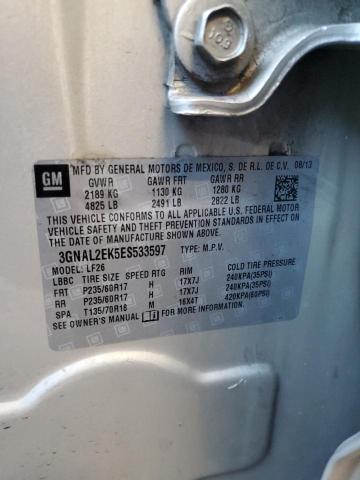 109
GM
MFD BY GENERAL MOTORS DE MEXICO, S. DE R.L. DE C.V. 08/13
GVWR GAWR FRT GAWR RR
2189 KG 1130 KG 1280 KG
4825 LB 2491 LB 2822 LB
THIS VEHICLE CONFORMS TO ALL APPLICABLE U.S. FEDERAL MOTOR
VEHICLE SAFETY AND THEFT PREVENTION STANDARDS IN EFFECT ON
THE DATE OF MANUFACTURE SHOWN ABOVE.
3GNAL2EK5ES533597 TYPE: M.P.V.
MODEL: LF26
LBBC TIRE SIZE SPEED RTG RIM COLD TIRE PRESSURE
FRT P235/60R17 H 17X7J 240KPA(35PSI)
RR P235/60R17 H 17X7J 240KPA(35PSI)
SPA T135/70R16 M 16X4T 420KPA(60PSI)
SEE OWNER'S MANUAL FOR MORE INFORMATION.